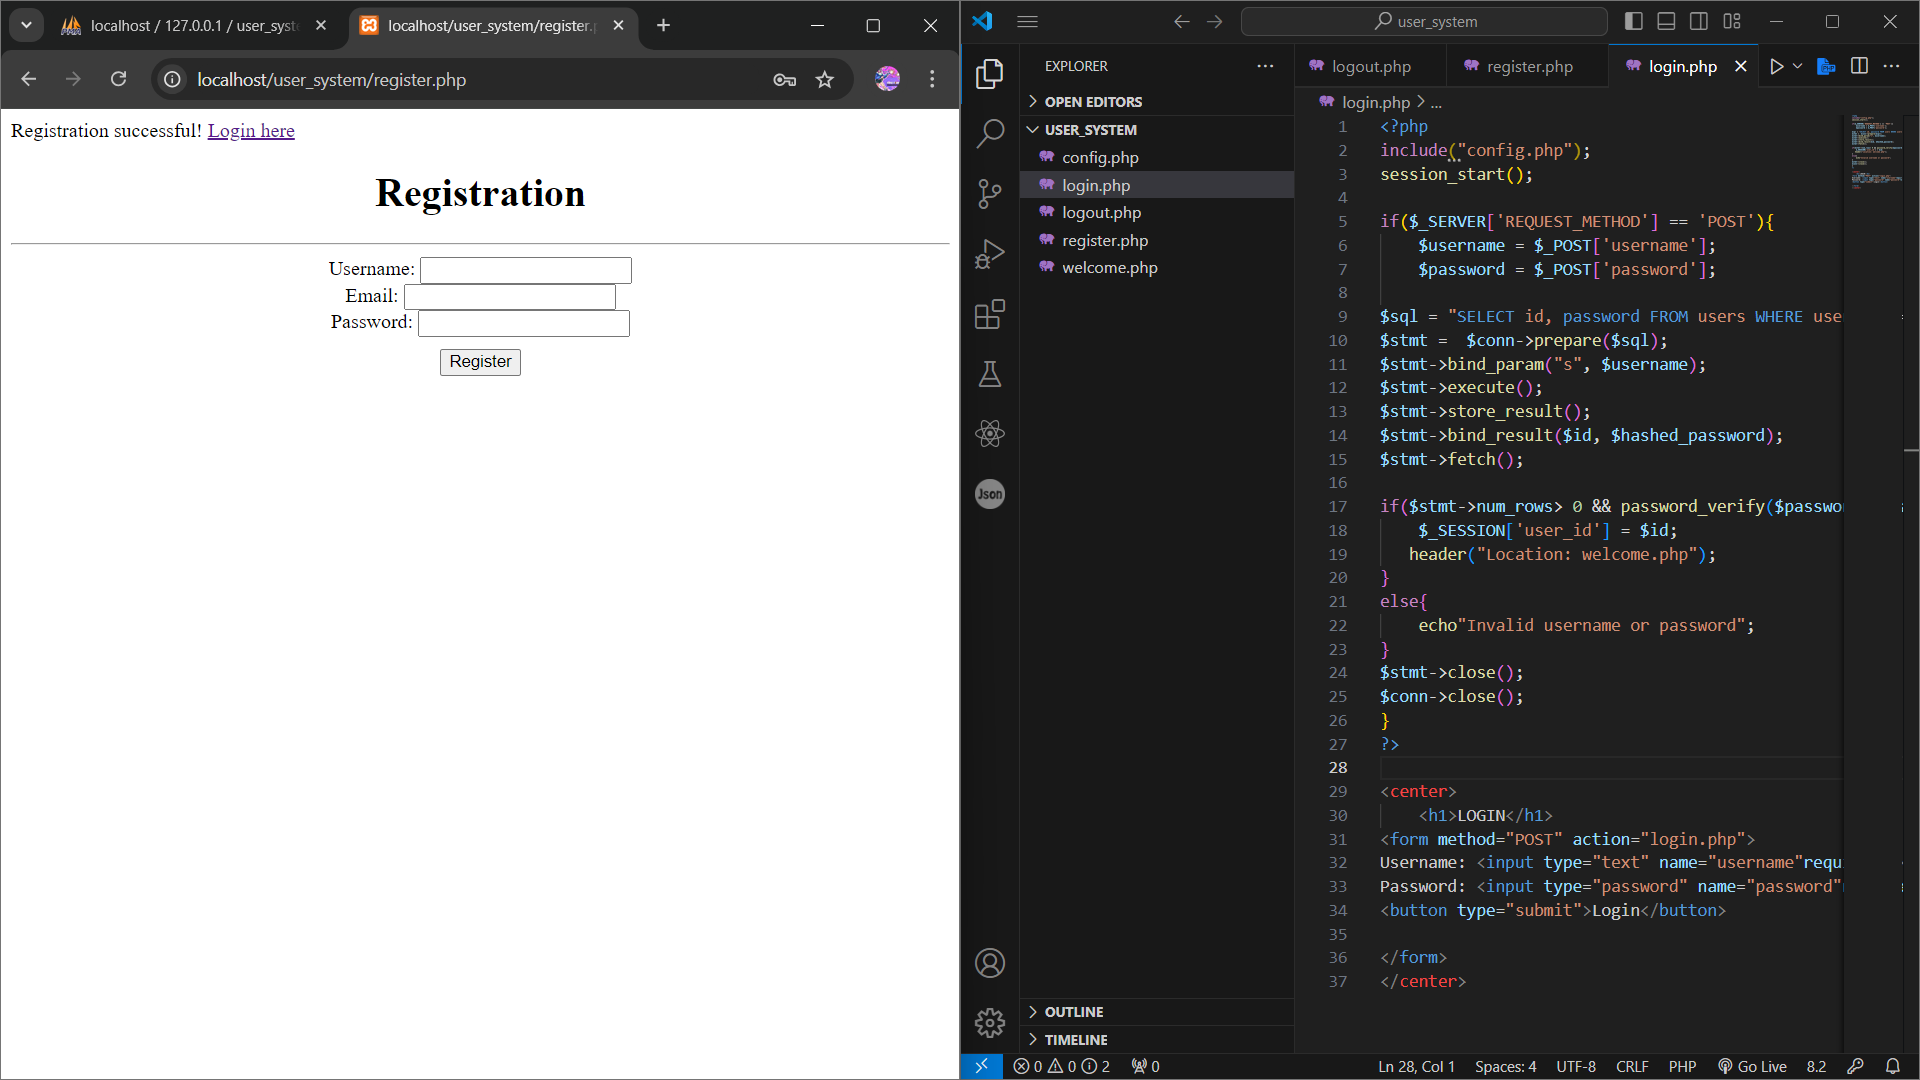 localhost / 127.0.0.1 / user_syst
localhost/user_system/register.
localhost/user_system/register.php
Registration successful! Login here
Registration
Username:
Email:
Password:
Register
user_system
EXPLORER
OPEN EDITORS
USER_SYSTEM
config.php
login.php
logout.php
register.php
welcome.php
Json
OUTLINE
TIMELINE
logout.php
register.php
login.php
login.php > ...
1 <?php
2 include("config.php");
3 session_start();
4
5 if($_SERVER['REQUEST_METHOD'] == 'POST'){
6 $username = $_POST['username'];
7 $password = $_POST['password'];
8
9 $sql = "SELECT id, password FROM users WHERE use
10 $stmt =  $conn->prepare($sql);
11 $stmt->bind_param("s", $username);
12 $stmt->execute();
13 $stmt->store_result();
14 $stmt->bind_result($id, $hashed_password);
15 $stmt->fetch();
16
17 if($stmt->num_rows> 0 && password_verify($passwo
18 $_SESSION['user_id'] = $id;
19 header("Location: welcome.php");
20 }
21 else{
22 echo"Invalid username or password";
23 }
24 $stmt->close();
25 $conn->close();
26 }
27 ?>
28
29 <center>
30 <h1>LOGIN</h1>
31 <form method="POST" action="login.php">
32 Username: <input type="text" name="username"requ
33 Password: <input type="password" name="password"
34 <button type="submit">Login</button>
35
36 </form>
37 </center>
0 0 2 0
Ln 28, Col 1 Spaces: 4 UTF-8 CRLF PHP Go Live 8.2